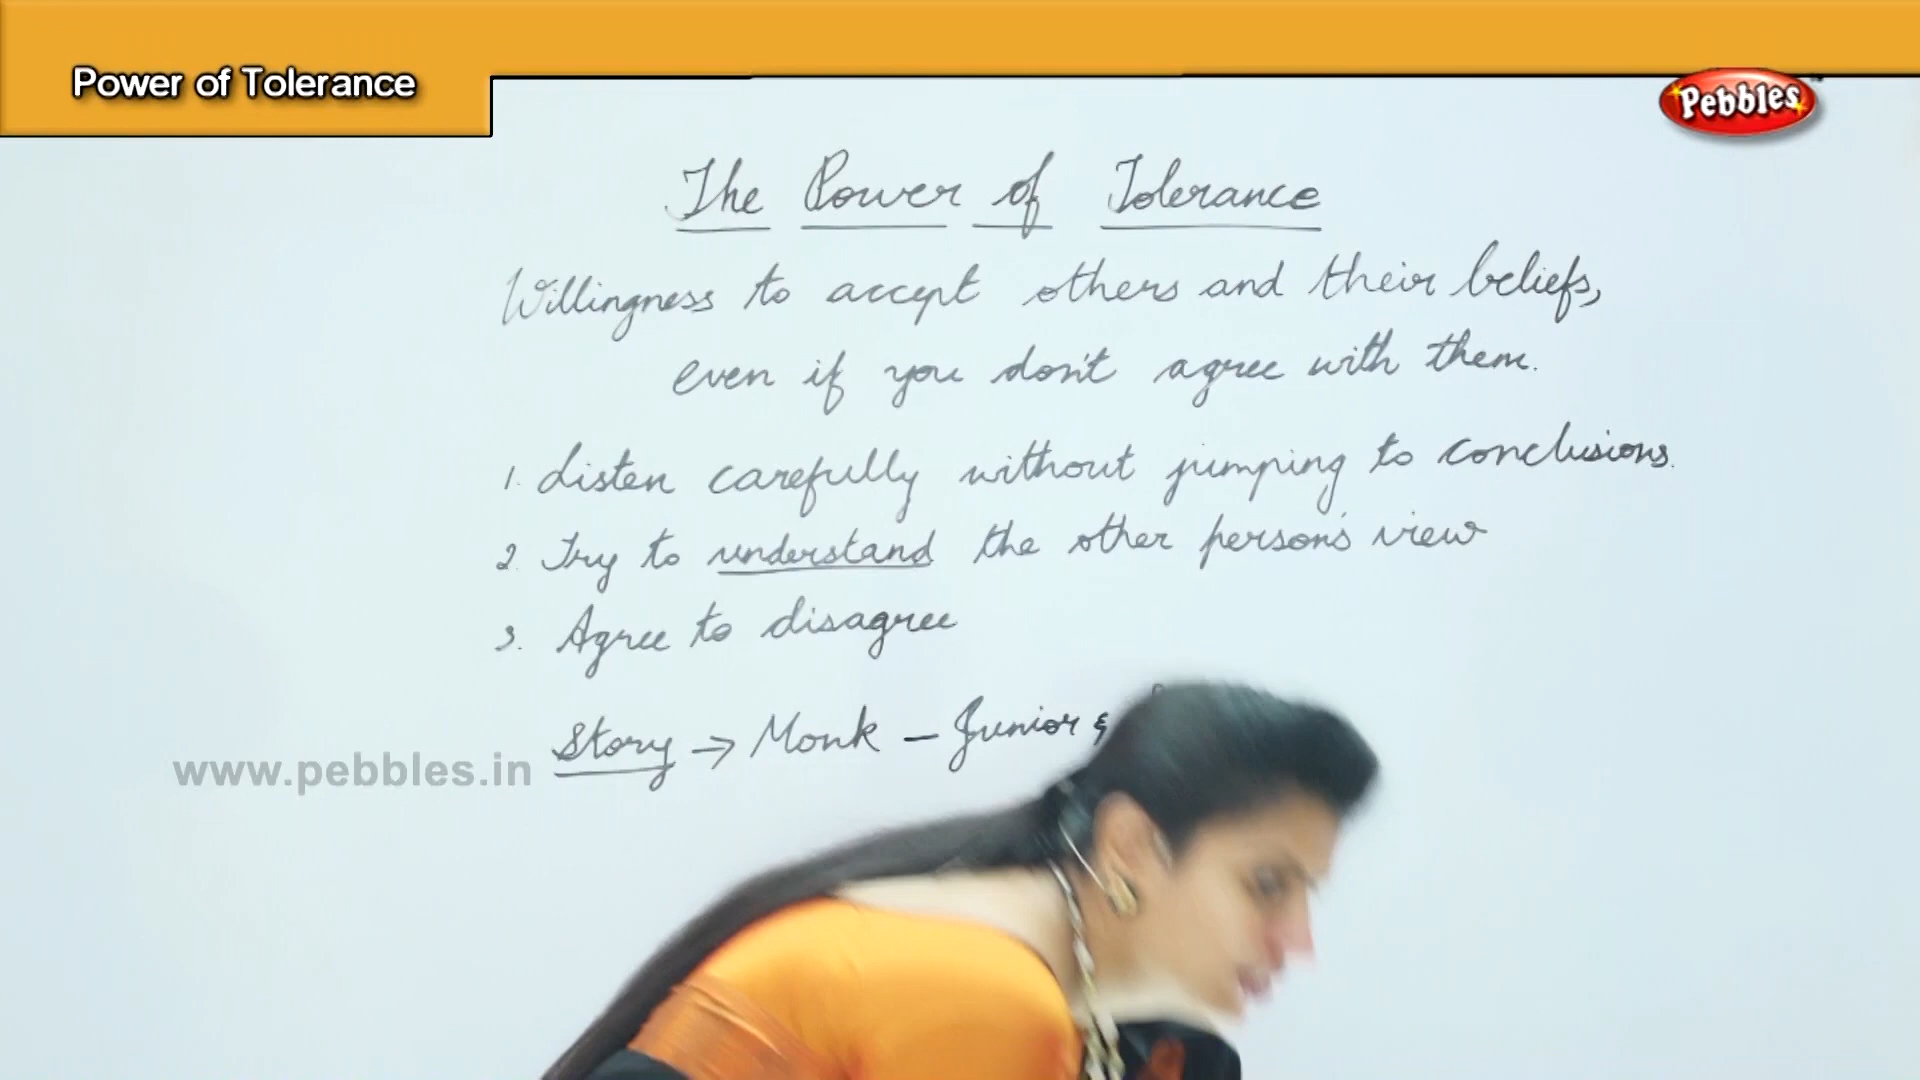 Power of Tolerance
Pebbles
The Power of Tolerance
Willingness to accept others and their beliefs,
even if you don't agree with them.
1. Listen carefully without jumping to conclusions.
2. Try to understand the other person's view
3. Agree to disagree
Story → Monk - Junior &
www.pebbles.in